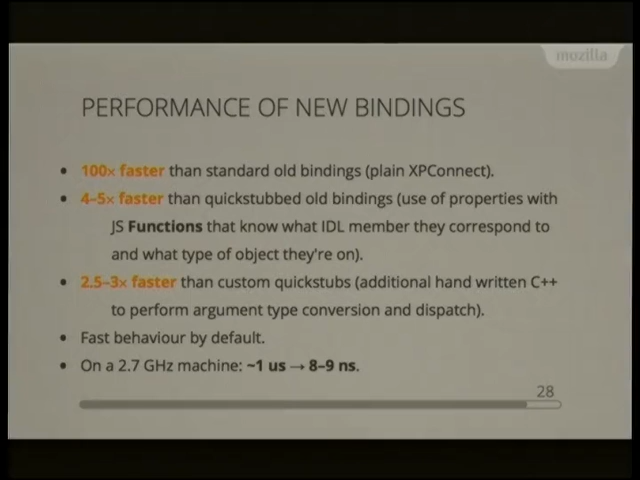 mozilla
PERFORMANCE OF NEW BINDINGS
• 100x faster than standard old bindings (plain XPConnect).
• 4–5x faster than quickstubbed old bindings (use of properties with
JS Functions that know what IDL member they correspond to
and what type of object they're on).
• 2.5–3x faster than custom quickstubs (additional hand written C++
to perform argument type conversion and dispatch).
• Fast behaviour by default.
• On a 2.7 GHz machine: ~1 us → 8–9 ns.
28